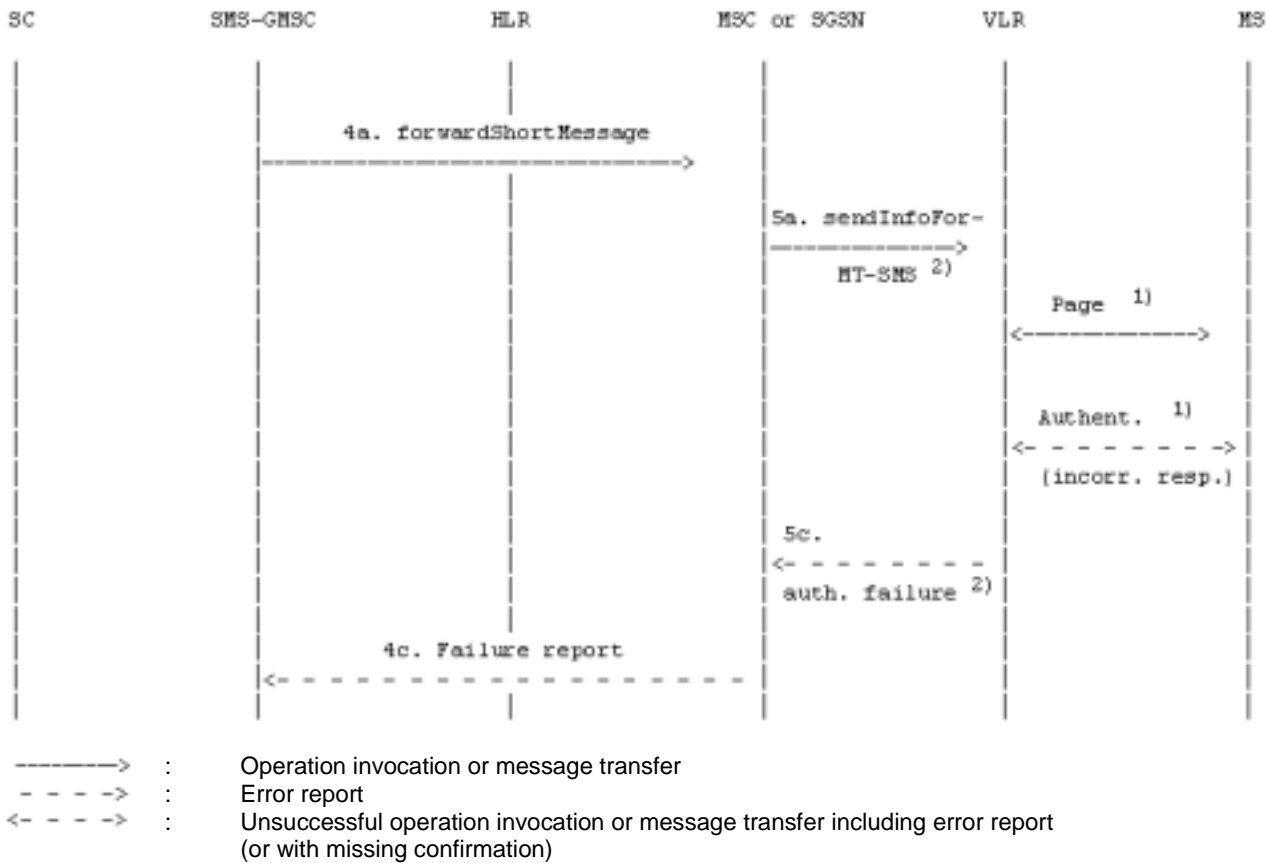 SC SMS-GMSC HLR MSC or SGSN VLR MS
4a. forwardShortMessage
5a. sendInfoFor-
MT-SMS 2)
Page 1)
Authent. 1)
(incorr. resp.)
5c.
auth. failure 2)
4c. Failure report
: Operation invocation or message transfer
: Error report
: Unsuccessful operation invocation or message transfer including error report
(or with missing confirmation)